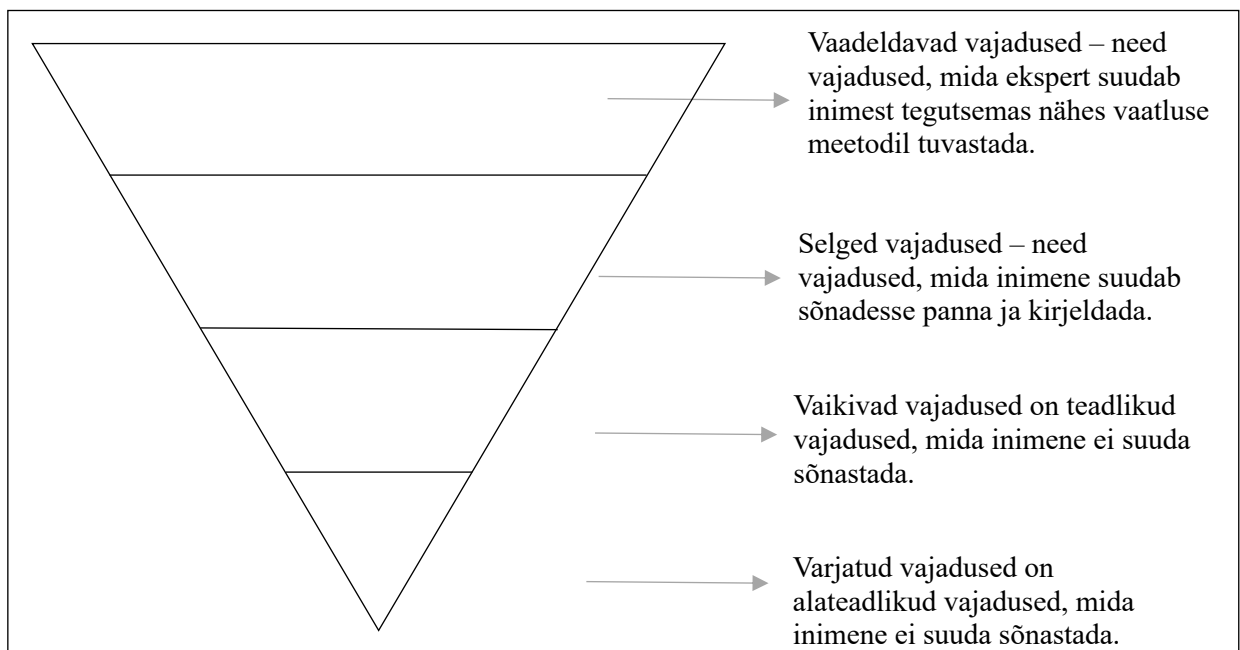 Vaadeldavad vajadused – need
vajadused, mida ekspert suudab
inimest tegutsemas nähes vaatluse
meetodil tuvastada.
Selged vajadused – need
vajadused, mida inimene suudab
sõnadesse panna ja kirjeldada.
Vaikivad vajadused on teadlikud
vajadused, mida inimene ei suuda
sõnastada.
Varjatud vajadused on
alateadlikud vajadused, mida
inimene ei suuda sõnastada.